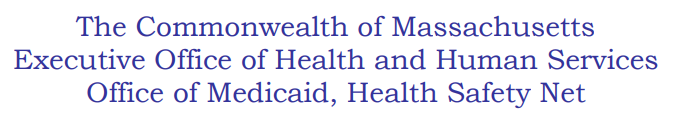 The Commonwealth of Massachusetts
Executive Office of Health and Human Services
Office of Medicaid, Health Safety Net